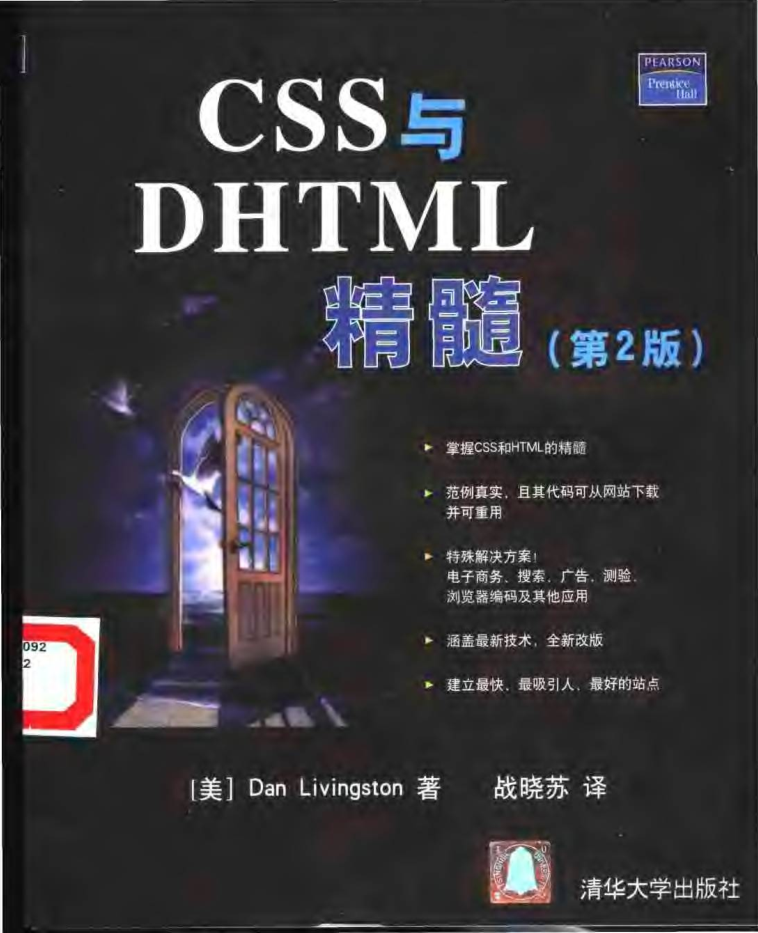 PEARSON
Prentice
Hall
CSS与
DHTML
精髓(第2版)
掌握CSS和HTML的精髓
范例真实、且其代码可从网站下载
并可重用
特殊解决方案!
电子商务、搜索、广告、测验、
浏览器编码及其他应用
涵盖最新技术、全新改版
建立最快、最吸引人、最好的站点
092
2
[美] Dan Livingston 著 战晓苏 译
清华大学出版社